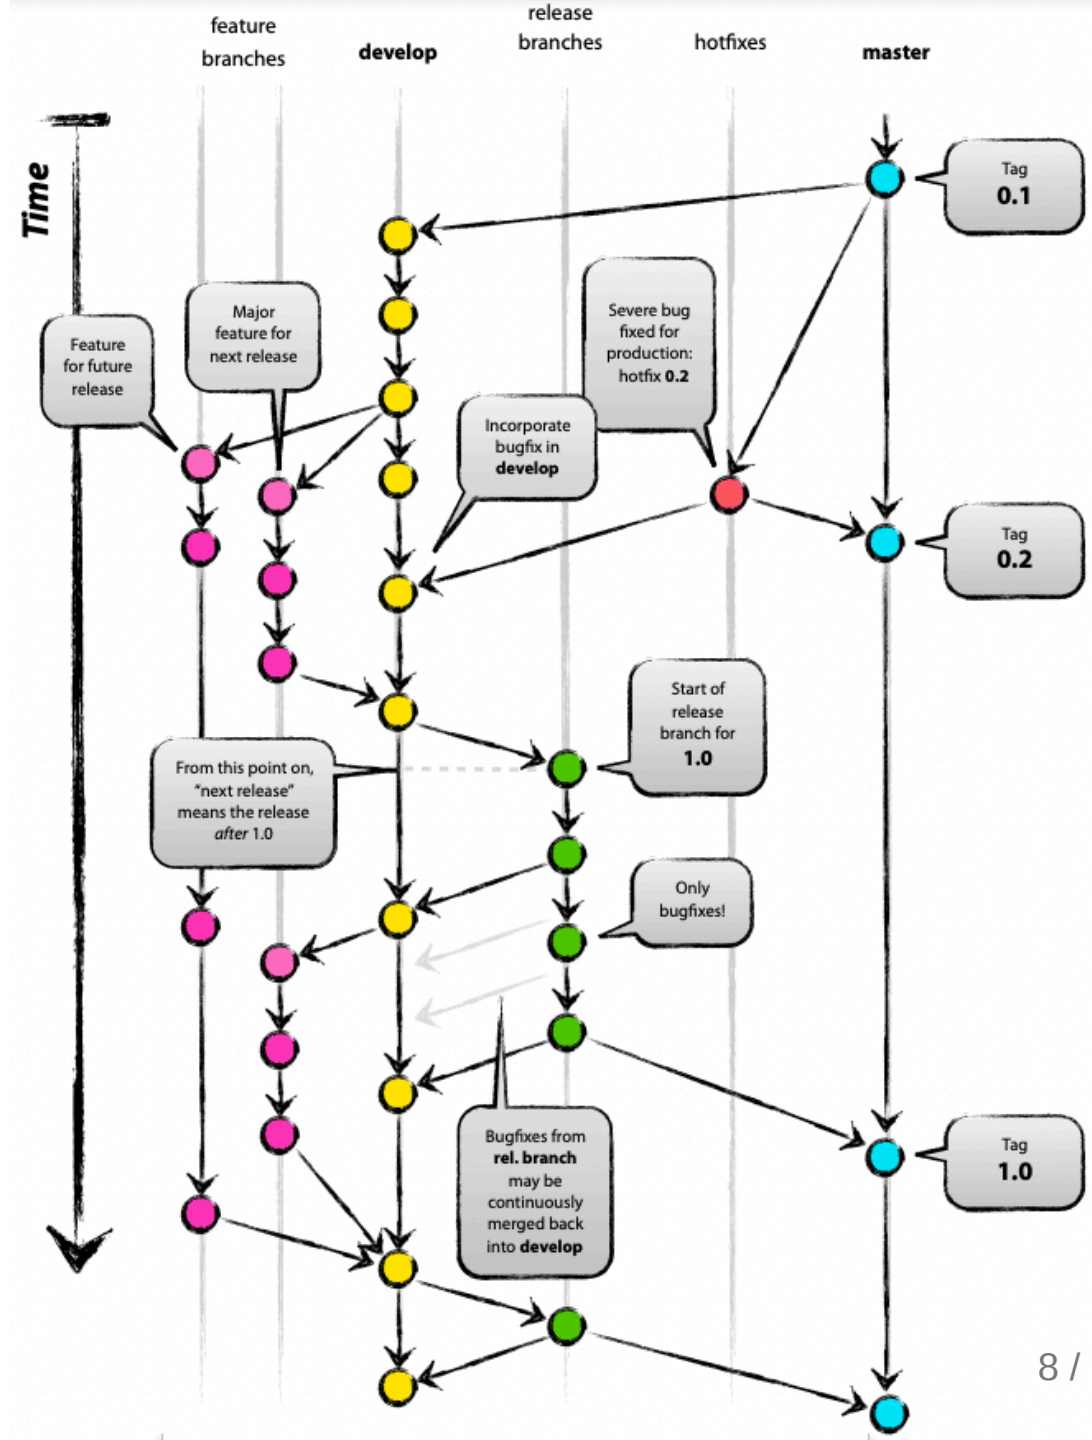 feature
branches
develop
release
branches
hotfixes
master
Time
Tag
0.1
Severe bug
fixed for
production:
hotfix 0.2
Major
feature for
next release
Feature
for future
release
Incorporate
bugfix in
develop
Tag
0.2
Start of
release
branch for
1.0
From this point on,
“next release”
means the release
after 1.0
Only
bugfixes!
Bugfixes from
rel. branch
may be
continuously
merged back
into develop
Tag
1.0
8 /